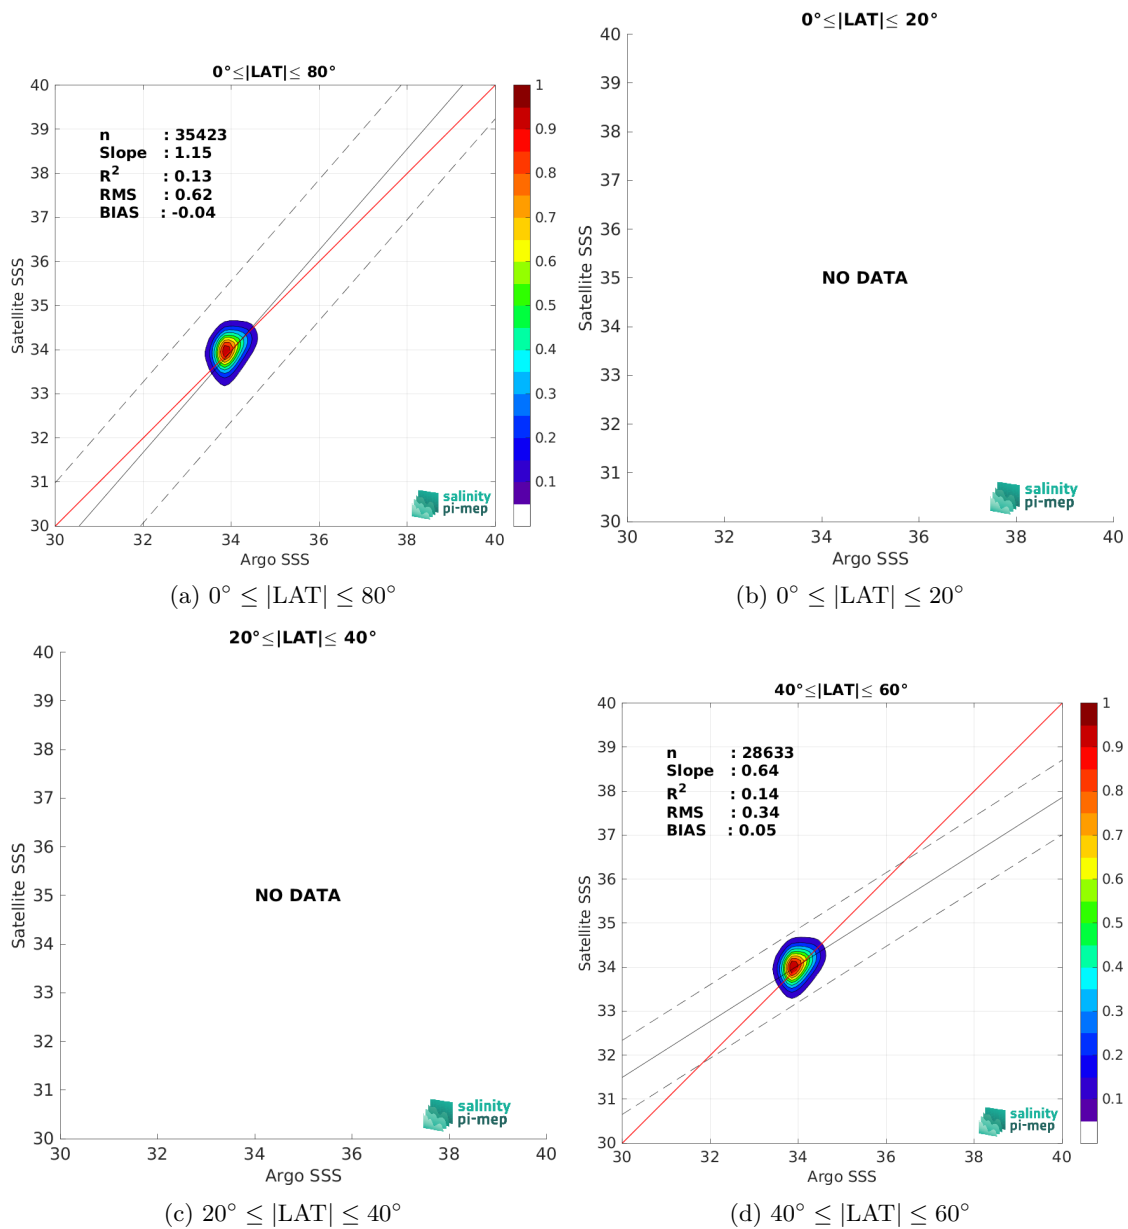 0°≤|LAT|≤ 80°
40
39
38
37
36
35
34
33
32
31
30
Satellite SSS
n : 35423
Slope : 1.15
R² : 0.13
RMS : 0.62
BIAS : -0.04
salinity
pi-mep
30 32 34 36 38 40
Argo SSS
1
0.9
0.8
0.7
0.6
0.5
0.4
0.3
0.2
0.1
(a) 0° ≤ |LAT| ≤ 80°
0°≤|LAT|≤ 20°
40
39
38
37
36
35
34
33
32
31
30
Satellite SSS
NO DATA
salinity
pi-mep
30 32 34 36 38 40
Argo SSS
(b) 0° ≤ |LAT| ≤ 20°
20°≤|LAT|≤ 40°
40
39
38
37
36
35
34
33
32
31
30
Satellite SSS
NO DATA
salinity
pi-mep
30 32 34 36 38 40
Argo SSS
(c) 20° ≤ |LAT| ≤ 40°
40°≤|LAT|≤ 60°
40
39
38
37
36
35
34
33
32
31
30
Satellite SSS
n : 28633
Slope : 0.64
R² : 0.14
RMS : 0.34
BIAS : 0.05
salinity
pi-mep
30 32 34 36 38 40
Argo SSS
1
0.9
0.8
0.7
0.6
0.5
0.4
0.3
0.2
0.1
(d) 40° ≤ |LAT| ≤ 60°